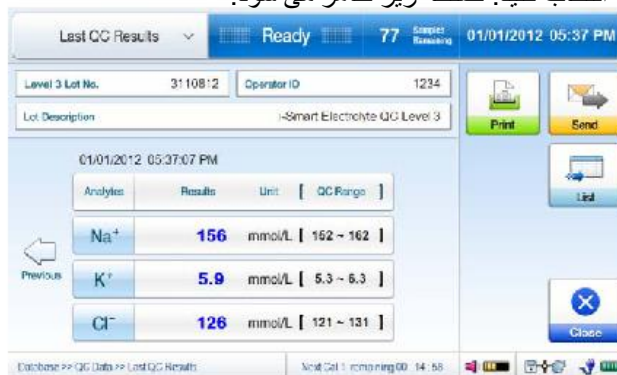 Last QC Results Ready 77 Samples Remaining 01/01/2012 05:37 PM
Level 3 Lot No. 3110812 Operator ID 1234
Lot Description i-Smart Electrolyte QC Level 3
Print Send
01/01/2012 05:37:07 PM
Analytes Results Unit [ QC Range ]
List
Na⁺ 156 mmol/L [ 152 ~ 162 ]
Previous
K⁺ 5.9 mmol/L [ 5.3 ~ 6.3 ]
Cl⁻ 126 mmol/L [ 121 ~ 131 ]
Close
Database >> QC Data >> Last QC Results Next Cal 1 remaining 00 : 14 : 58